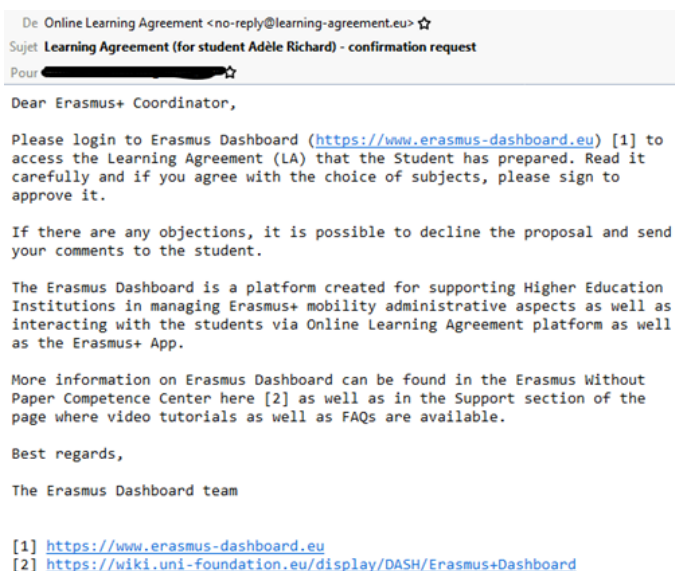 De Online Learning Agreement <no-reply@learning-agreement.eu>
Sujet Learning Agreement (for student Adèle Richard) - confirmation request
Pour
Dear Erasmus+ Coordinator,
Please login to Erasmus Dashboard (https://www.erasmus-dashboard.eu) [1] to
access the Learning Agreement (LA) that the Student has prepared. Read it
carefully and if you agree with the choice of subjects, please sign to
approve it.
If there are any objections, it is possible to decline the proposal and send
your comments to the student.
The Erasmus Dashboard is a platform created for supporting Higher Education
Institutions in managing Erasmus+ mobility administrative aspects as well as
interacting with the students via Online Learning Agreement platform as well
as the Erasmus+ App.
More information on Erasmus Dashboard can be found in the Erasmus Without
Paper Competence Center here [2] as well as in the Support section of the
page where video tutorials as well as FAQs are available.
Best regards,
The Erasmus Dashboard team
[1] https://www.erasmus-dashboard.eu
[2] https://wiki.uni-foundation.eu/display/DASH/Erasmus+Dashboard